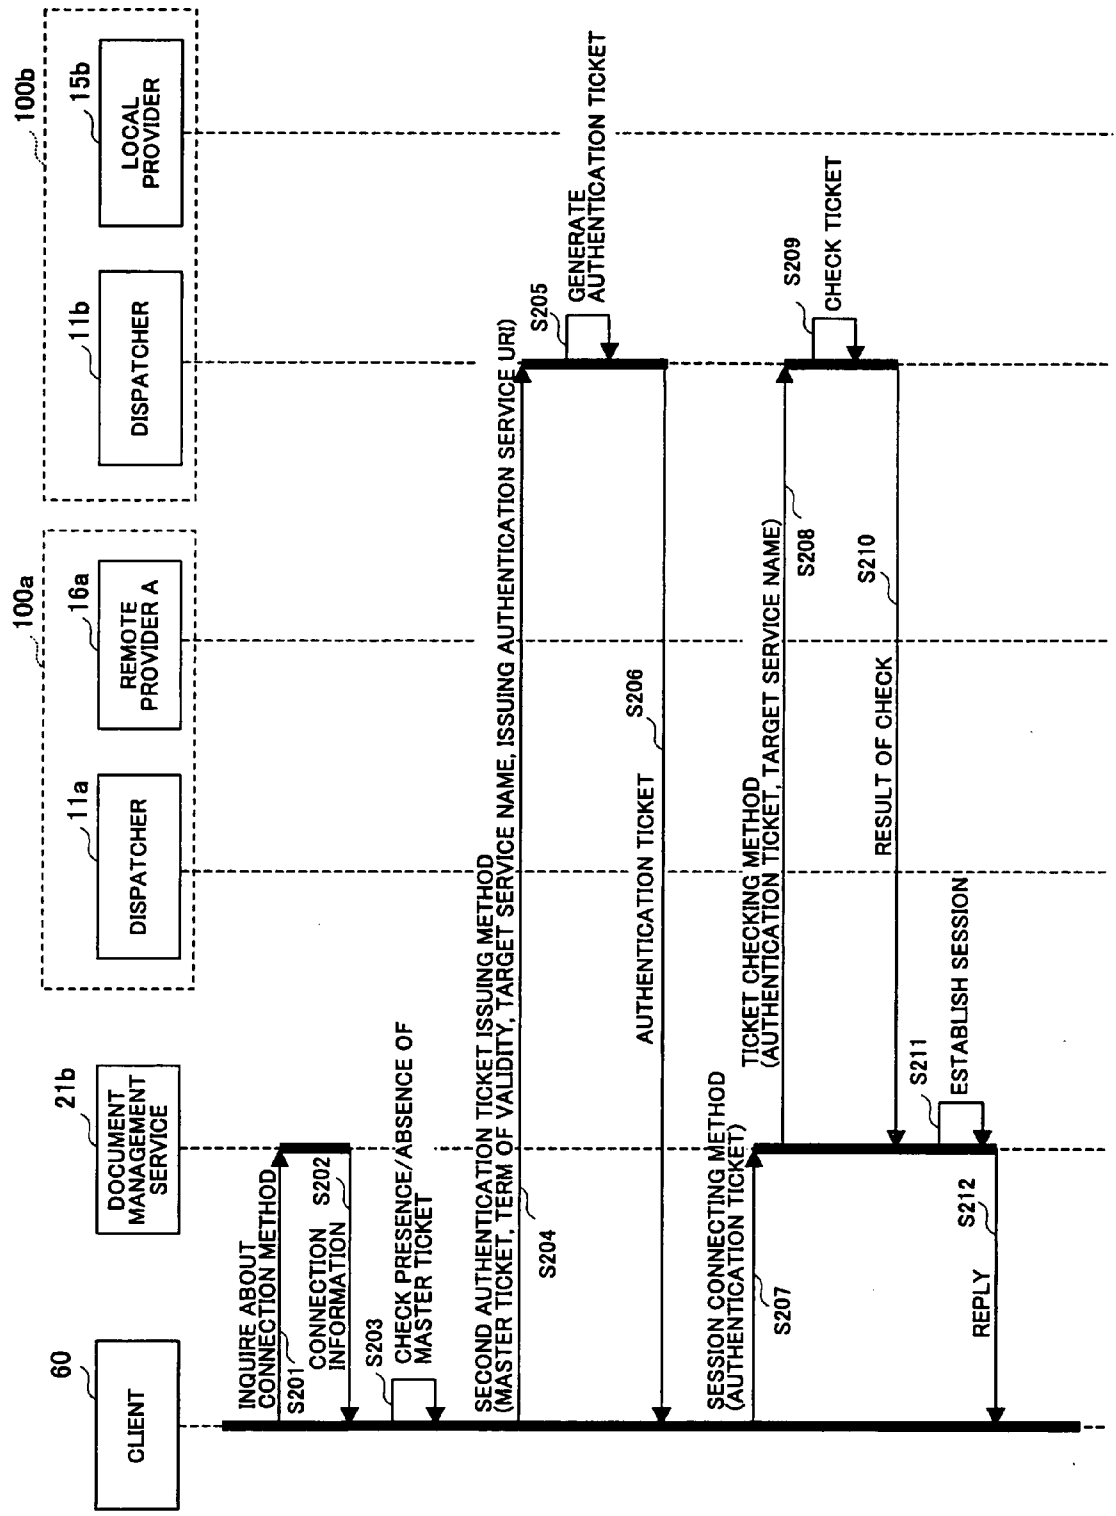 60
CLIENT
21b
DOCUMENT
MANAGEMENT
SERVICE
100a
11a
DISPATCHER
16a
REMOTE
PROVIDER A
100b
11b
DISPATCHER
15b
LOCAL
PROVIDER
INQUIRE ABOUT
CONNECTION METHOD
S201
S202
CONNECTION
INFORMATION
S203
CHECK PRESENCE/ABSENCE OF
MASTER TICKET
SECOND AUTHENTICATION TICKET ISSUING METHOD
(MASTER TICKET, TERM OF VALIDITY, TARGET SERVICE NAME, ISSUING AUTHENTICATION SERVICE URI)
S204
S205
GENERATE
AUTHENTICATION TICKET
S206
AUTHENTICATION TICKET
SESSION CONNECTING METHOD
(AUTHENTICATION TICKET)
S207
TICKET CHECKING METHOD
(AUTHENTICATION TICKET, TARGET SERVICE NAME)
S208
S209
CHECK TICKET
S210
RESULT OF CHECK
S211
ESTABLISH SESSION
S212
REPLY